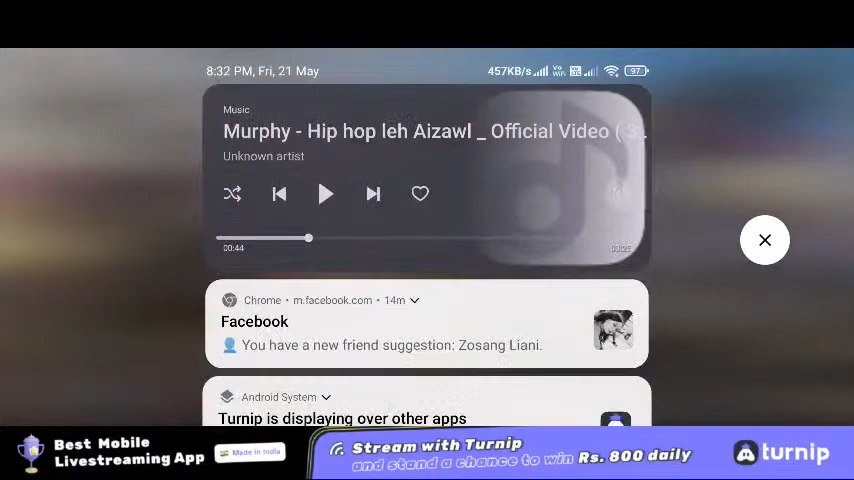 8:32 PM, Fri, 21 May
457KB/s
97
Music
Murphy - Hip hop leh Aizawl _ Official Video ( 3...
Unknown artist
00:44
03:25
Chrome • m.facebook.com • 14m
Facebook
You have a new friend suggestion: Zosang Liani.
Android System
Turnip is displaying over other apps
Best Mobile
Livestreaming App
Made in India
Stream with Turnip
and stand a chance to win Rs. 800 daily
turnip